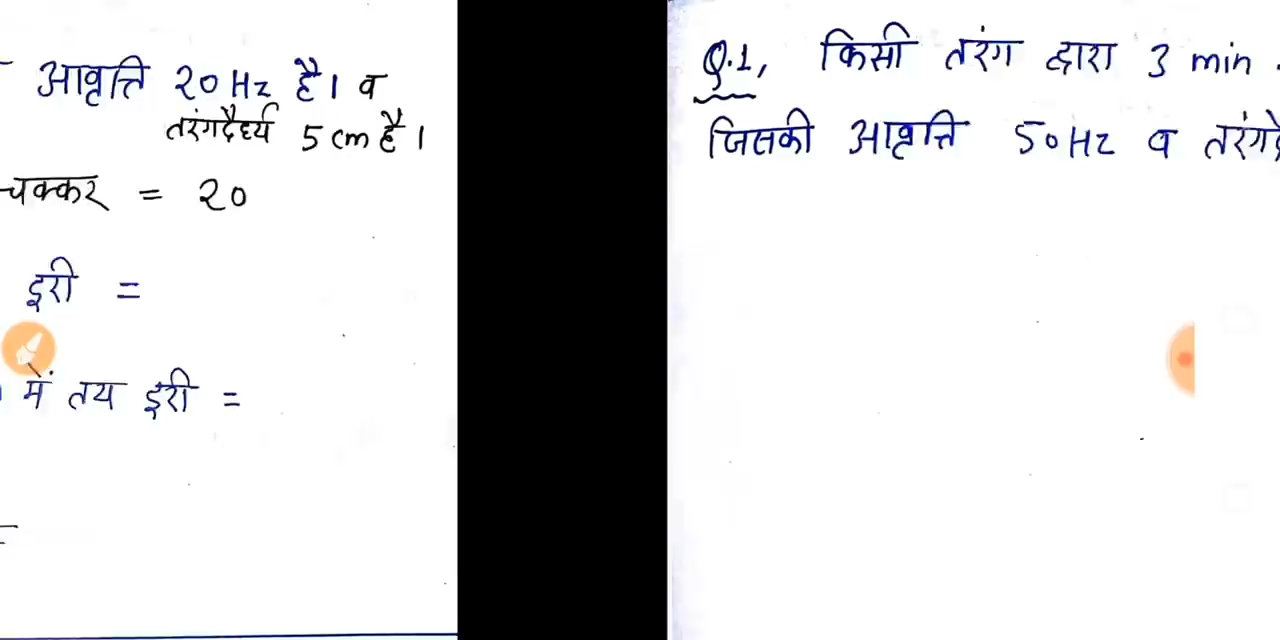 आवृत्ति 20 Hz है। व
तरंगदैर्ध्य 5 cm है।
चक्कर = 20
दूरी =
में तय दूरी =
Q.1, किसी तरंग द्वारा 3 min
जिसकी आवृत्ति 50 Hz व